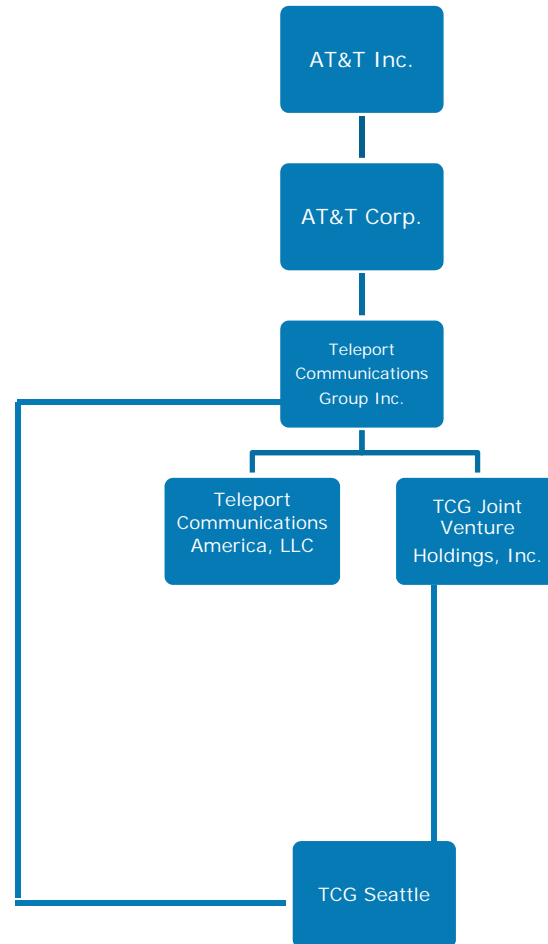 AT&T Inc.
AT&T Corp.
Teleport
Communications
Group Inc.
Teleport
Communications
America, LLC
TCG Joint
Venture
Holdings, Inc.
TCG Seattle